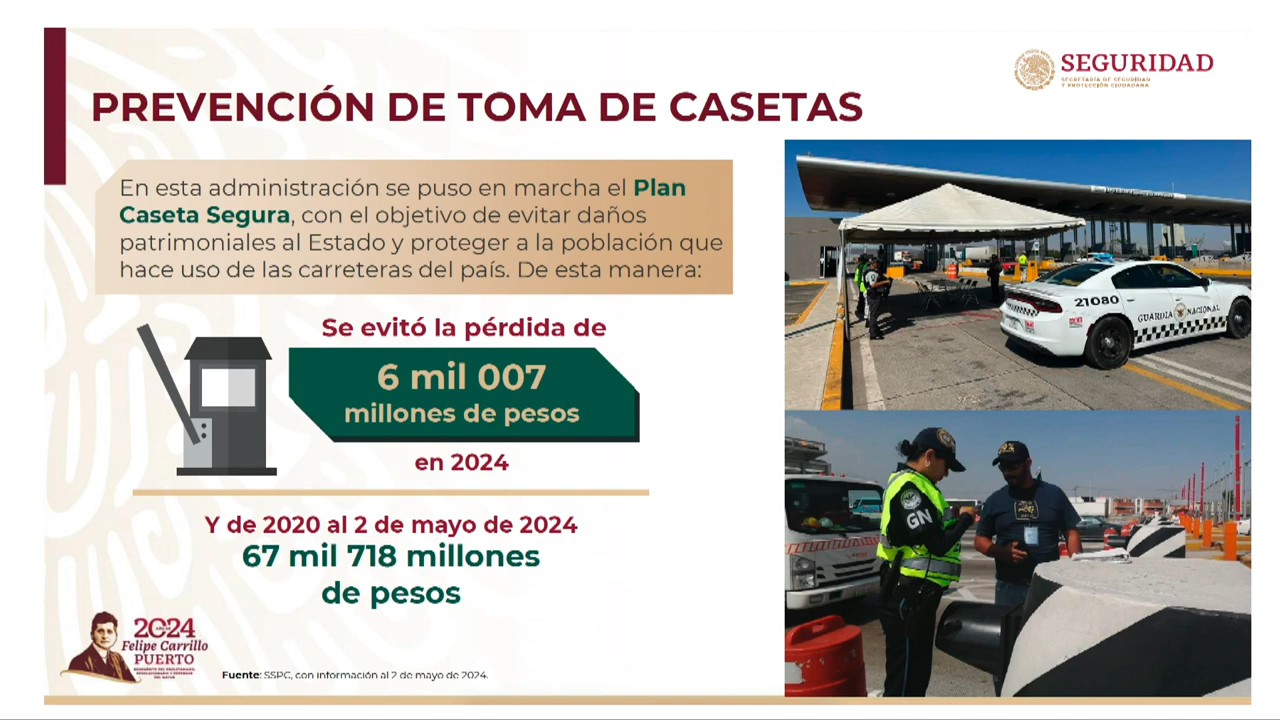 SEGURIDAD
SECRETARÍA DE SEGURIDAD
Y PROTECCIÓN CIUDADANA
PREVENCIÓN DE TOMA DE CASETAS
En esta administración se puso en marcha el Plan
Caseta Segura, con el objetivo de evitar daños
patrimoniales al Estado y proteger a la población que
hace uso de las carreteras del país. De esta manera:
Se evitó la pérdida de
6 mil 007
millones de pesos
en 2024
Y de 2020 al 2 de mayo de 2024
67 mil 718 millones
de pesos
21080
GUARDIA NACIONAL
GN
2024
Felipe Carrillo
PUERTO
Fuente: SSPC, con información al 2 de mayo de 2024.